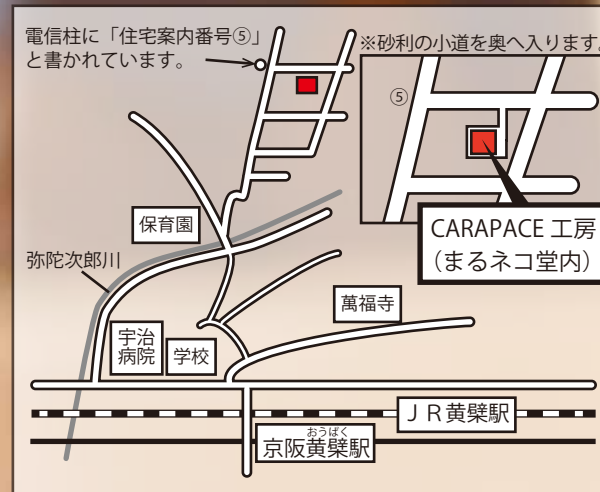 電信柱に「住宅案内番号⑤」
と書かれています。
※砂利の小道を奥へ入ります。
⑤
CARAPACE 工房
（まるネコ堂内）
保育園
弥陀次郎川
宇治
病院
学校
萬福寺
ＪＲ黄檗駅
おうばく
京阪黄檗駅